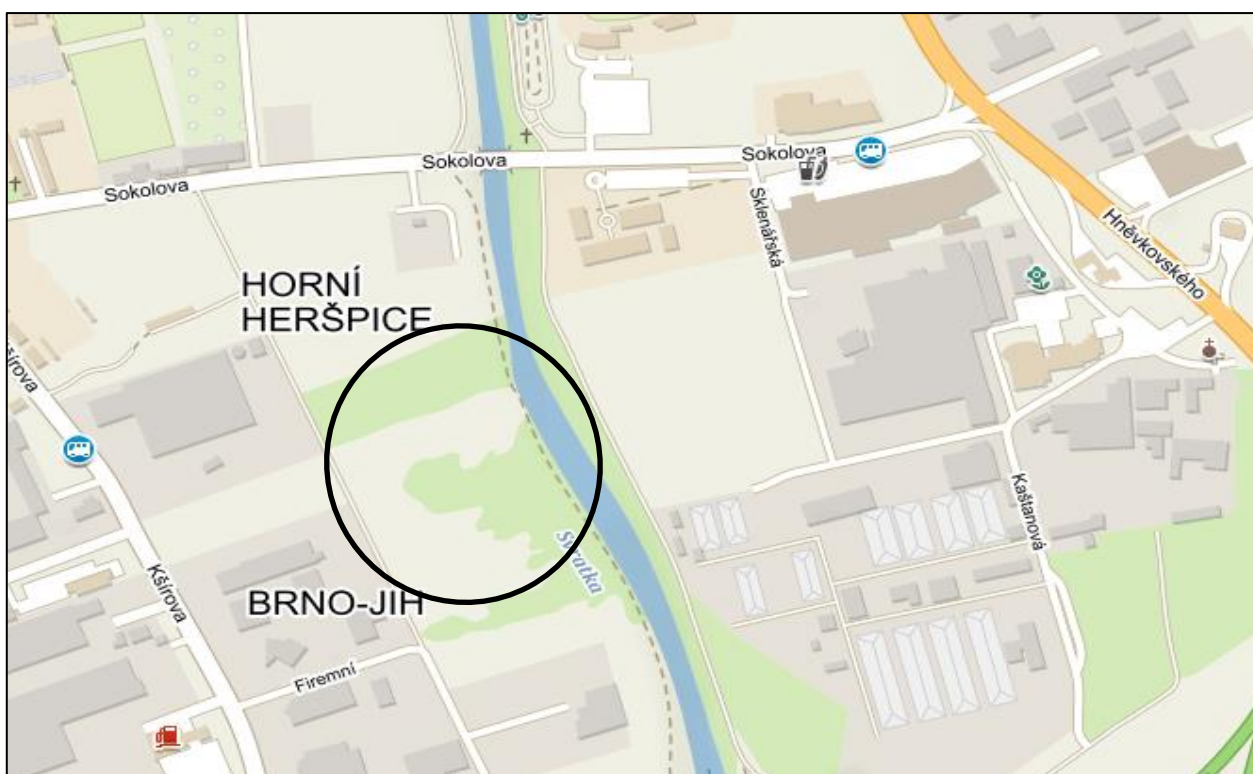 Sokolova
Sokolova
Sokolova
Sklenářská
Hněvkovského
HORNÍ
HERŠPICE
Kšírova
Svratka
Kaštanová
Kšírova
BRNO-JIH
Firemní